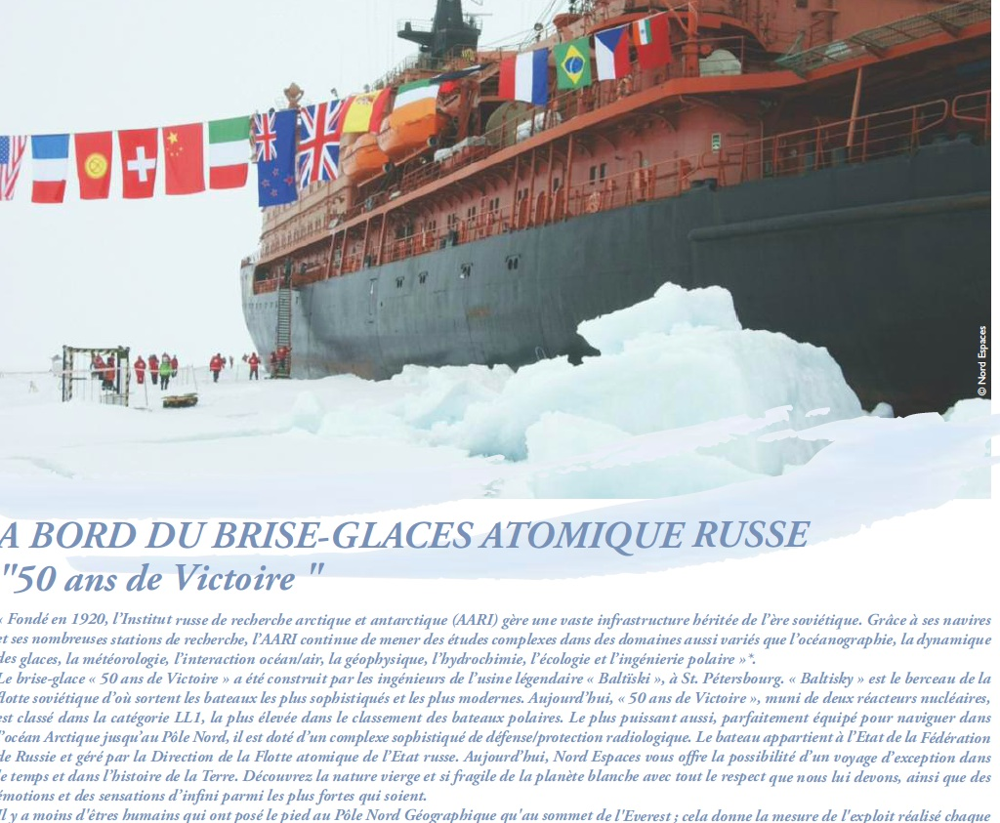 © Nord Espaces
A BORD DU BRISE-GLACES ATOMIQUE RUSSE
"50 ans de Victoire "
« Fondé en 1920, l'Institut russe de recherche arctique et antarctique (AARI) gère une vaste infrastructure héritée de l'ère soviétique. Grâce à ses navires
et ses nombreuses stations de recherche, l'AARI continue de mener des études complexes dans des domaines aussi variés que l'océanographie, la dynamique
des glaces, la météorologie, l'interaction océan/air, la géophysique, l'hydrochimie, l'écologie et l'ingénierie polaire »*.
Le brise-glace « 50 ans de Victoire » a été construit par les ingénieurs de l'usine légendaire « Baltïski », à St. Pétersbourg. « Baltisky » est le berceau de la
flotte soviétique d'où sortent les bateaux les plus sophistiqués et les plus modernes. Aujourd'hui, « 50 ans de Victoire », muni de deux réacteurs nucléaires,
est classé dans la catégorie LL1, la plus élevée dans le classement des bateaux polaires. Le plus puissant aussi, parfaitement équipé pour naviguer dans
l'océan Arctique jusqu'au Pôle Nord, il est doté d'un complexe sophistiqué de défense/protection radiologique. Le bateau appartient à l'Etat de la Fédération
de Russie et géré par la Direction de la Flotte atomique de l'Etat russe. Aujourd'hui, Nord Espaces vous offre la possibilité d'un voyage d'exception dans
le temps et dans l'histoire de la Terre. Découvrez la nature vierge et si fragile de la planète blanche avec tout le respect que nous lui devons, ainsi que des
émotions et des sensations d'infini parmi les plus fortes qui soient.
Il y a moins d'êtres humains qui ont posé le pied au Pôle Nord Géographique qu'au sommet de l'Everest ; cela donne la mesure de l'exploit réalisé chaque